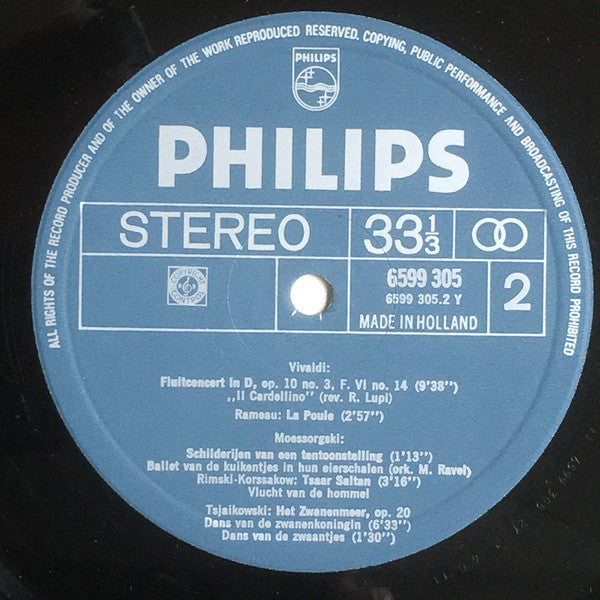 ALL RIGHTS OF THE RECORD PRODUCER AND OF THE OWNER OF THE WORK REPRODUCED RESERVED. COPYING, PUBLIC PERFORMANCE AND BROADCASTING OF THIS RECORD PROHIBITED
PHILIPS
PHILIPS
STEREO
33⅓
COPYRIGHT CONTROL
6599 305
6599 305.2 Y
2
MADE IN HOLLAND
Vivaldi:
Fluitconcert in D, op. 10 no. 3, F. VI no. 14 (9'38")
„Il Cardellino" (rev. R. Lupi)
Rameau: La Poule (2'57")
Moessorgski:
Schilderijen van een tentoonstelling (1'13")
Ballet van de kuikentjes in hun eierschalen (ork. M. Ravel)
Rimski-Korssakow: Tsaar Saltan (3'16")
Vlucht van de hommel
Tsjaikowski: Het Zwanenmeer, op. 20
Dans van de zwanenkoningin (6'33")
Dans van de zwaantjes (1'30")